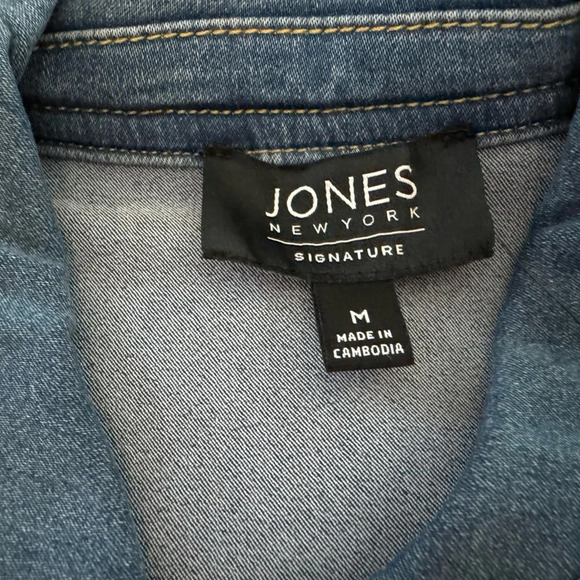 JONES
NEW YORK
SIGNATURE
M
MADE IN
CAMBODIA